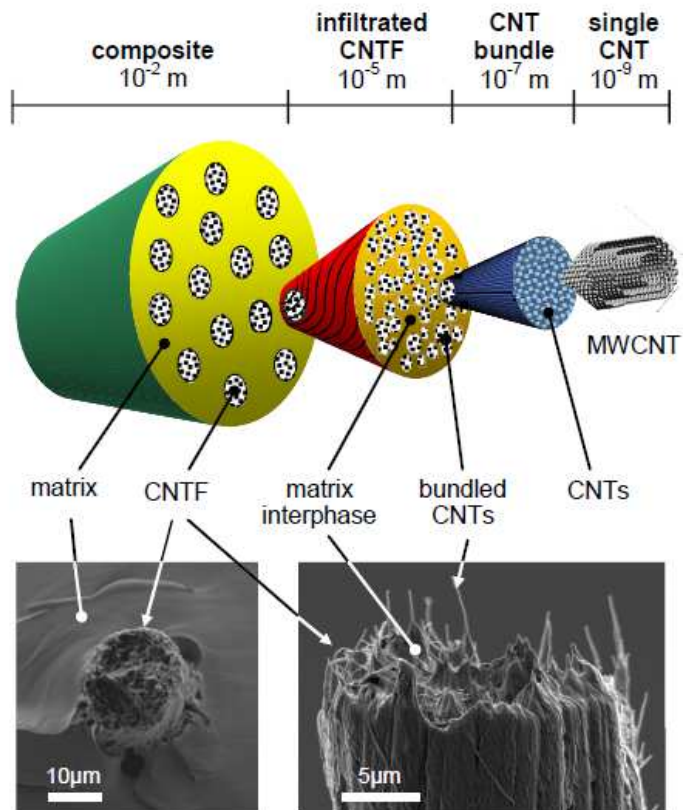 composite
10⁻² m
infiltrated
CNTF
10⁻⁵ m
CNT
bundle
10⁻⁷ m
single
CNT
10⁻⁹ m
MWCNT
matrix
CNTF
matrix
interphase
bundled
CNTs
CNTs
10µm
5µm